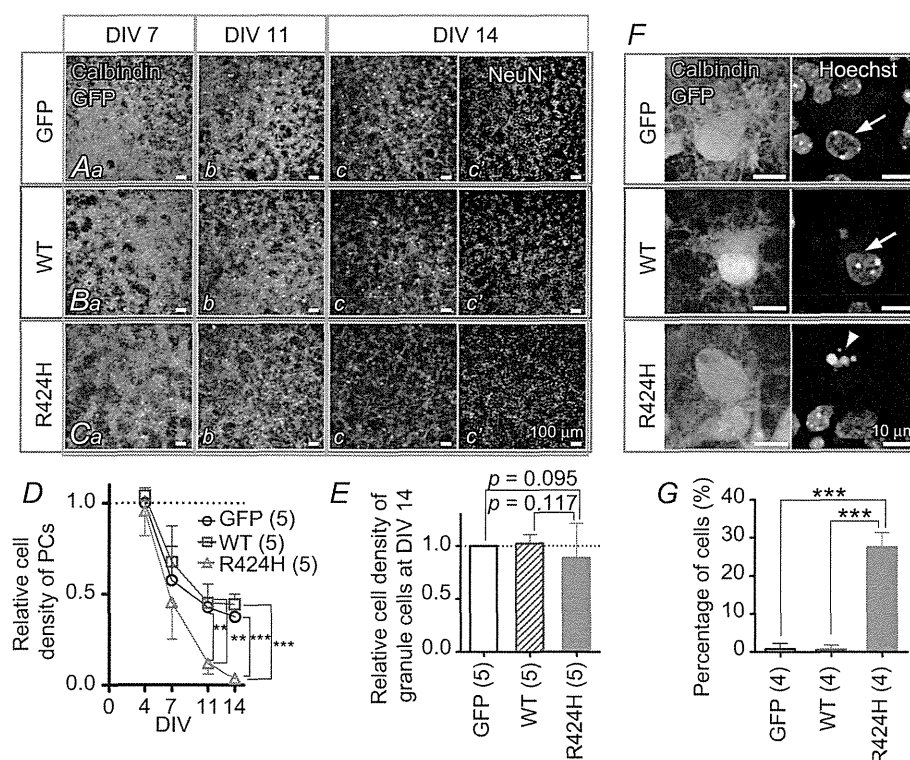 DIV 7
DIV 11
DIV 14
GFP
Calbindin
GFP
NeuN
Aa
b
c
c'
WT
Ba
b
c
c'
R424H
Ca
b
c
c'
100 µm
F
GFP
Calbindin
GFP
Hoechst
WT
R424H
10 µm
D
Relative cell
density of PCs
1.0
0.5
0.0
0
4
7
11
14
DIV
GFP (5)
WT (5)
R424H (5)
**
**
***
***
E
Relative cell density of
granule cells at DIV 14
p = 0.095
p = 0.117
1.0
0.5
0.0
GFP (5)
WT (5)
R424H (5)
G
Percentage of cells (%)
40
30
20
10
0
***
***
GFP (4)
WT (4)
R424H (4)